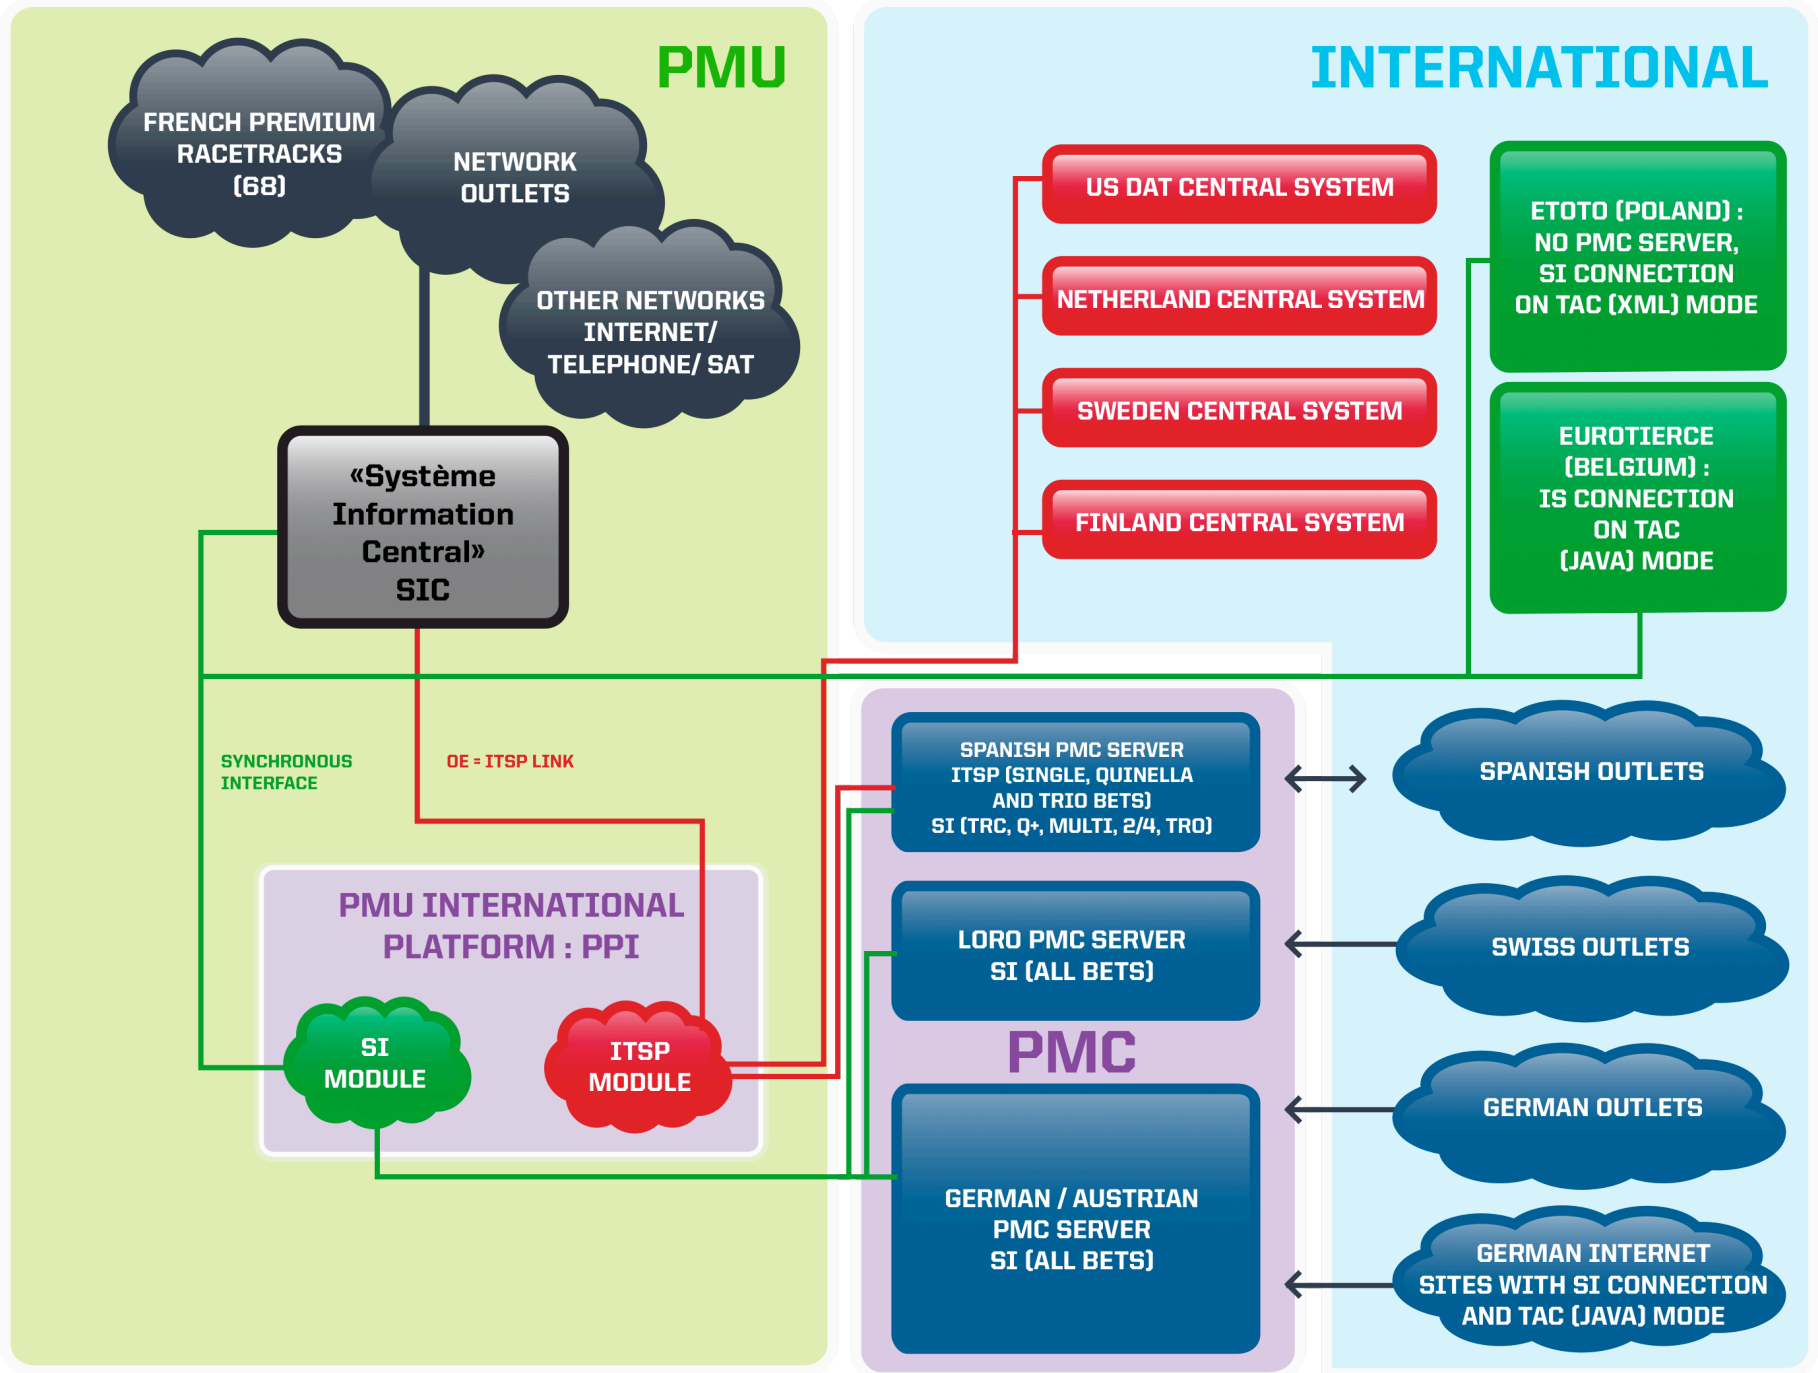 PMU
FRENCH PREMIUM
RACETRACKS
(68)
NETWORK
OUTLETS
OTHER NETWORKS
INTERNET/
TELEPHONE/ SAT
«Système
Information
Central»
SIC
SYNCHRONOUS
INTERFACE
OE = ITSP LINK
PMU INTERNATIONAL
PLATFORM : PPI
SI
MODULE
ITSP
MODULE
INTERNATIONAL
US DAT CENTRAL SYSTEM
NETHERLAND CENTRAL SYSTEM
SWEDEN CENTRAL SYSTEM
FINLAND CENTRAL SYSTEM
ETOTO (POLAND) :
NO PMC SERVER,
SI CONNECTION
ON TAC (XML) MODE
EUROTIERCE
(BELGIUM) :
IS CONNECTION
ON TAC
(JAVA) MODE
SPANISH PMC SERVER
ITSP (SINGLE, QUINELLA
AND TRIO BETS)
SI (TRC, Q+, MULTI, 2/4, TRO)
LORO PMC SERVER
SI (ALL BETS)
PMC
GERMAN / AUSTRIAN
PMC SERVER
SI (ALL BETS)
SPANISH OUTLETS
SWISS OUTLETS
GERMAN OUTLETS
GERMAN INTERNET
SITES WITH SI CONNECTION
AND TAC (JAVA) MODE